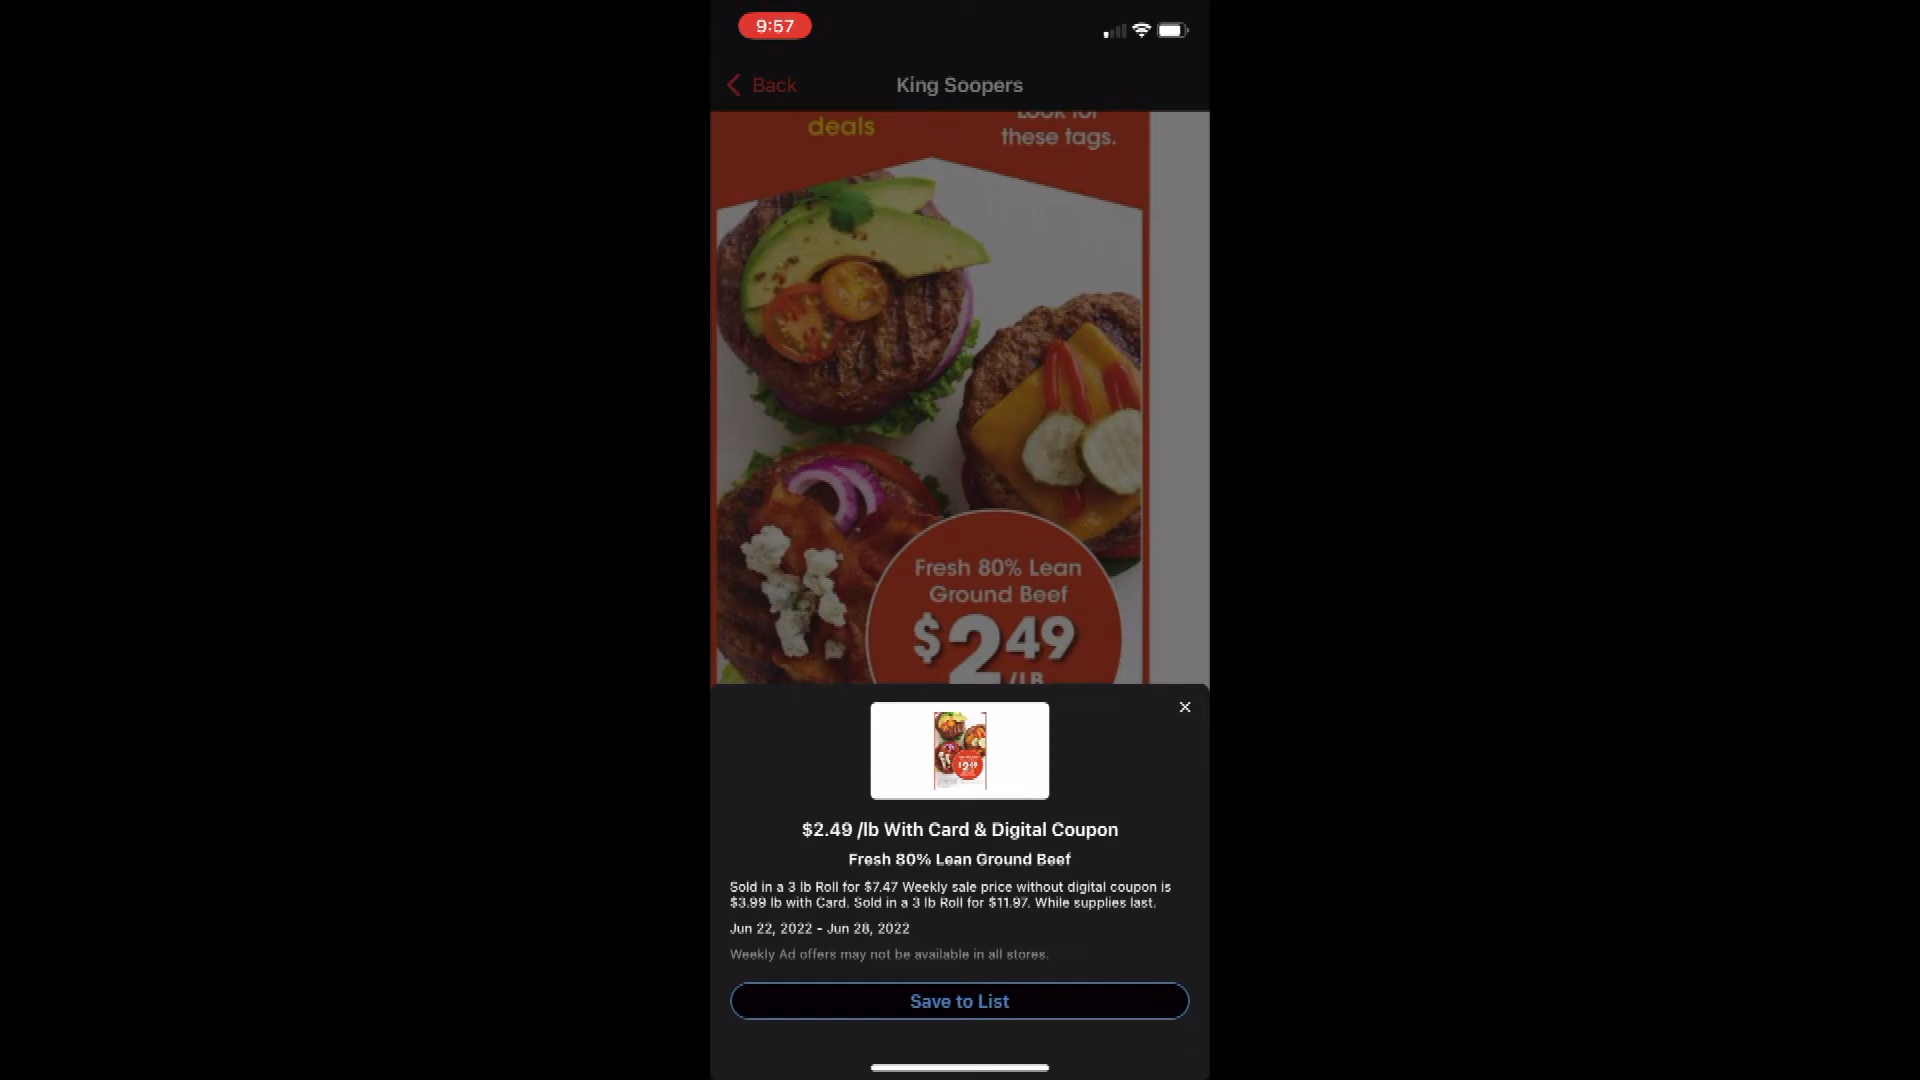 9:57
Back
King Soopers
deals
Look for
these tags.
Fresh 80% Lean
Ground Beef
$2 49
/LB
$2.49 /lb With Card & Digital Coupon
Fresh 80% Lean Ground Beef
Sold in a 3 lb Roll for $7.47 Weekly sale price without digital coupon is
$3.99 lb with Card. Sold in a 3 lb Roll for $11.97. While supplies last.
Jun 22, 2022 - Jun 28, 2022
Weekly Ad offers may not be available in all stores.
Save to List